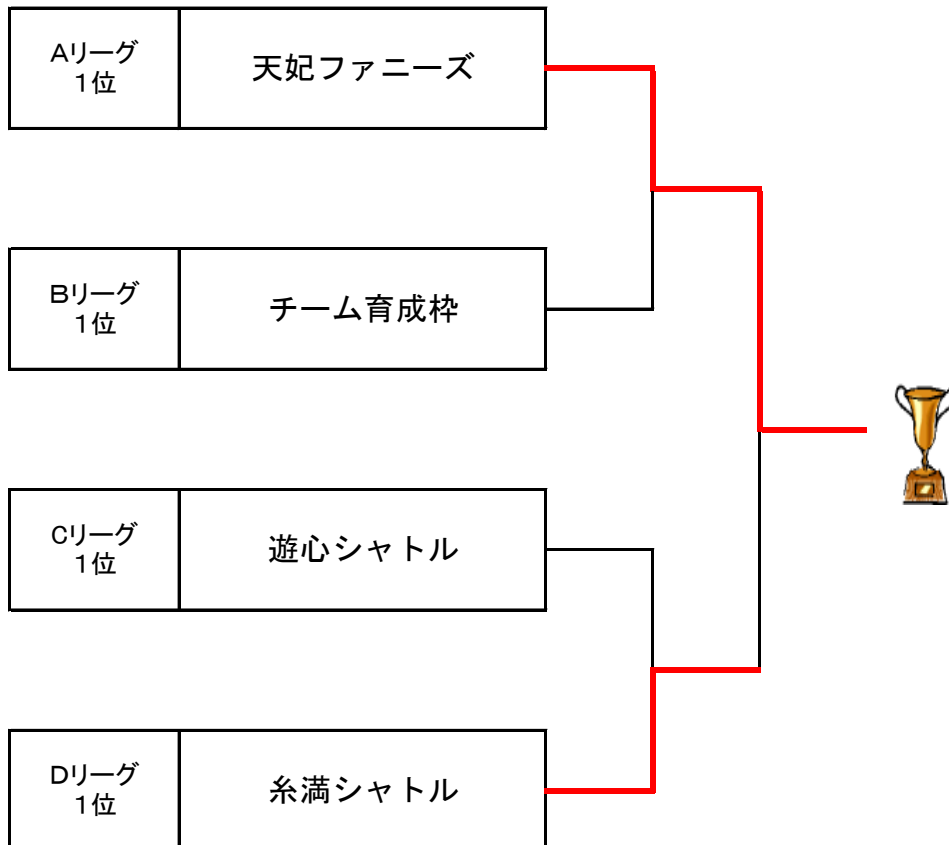 Aリーグ
1位
天妃ファニーズ
Bリーグ
1位
チーム育成枠
Cリーグ
1位
遊心シャトル
Dリーグ
1位
糸満シャトル